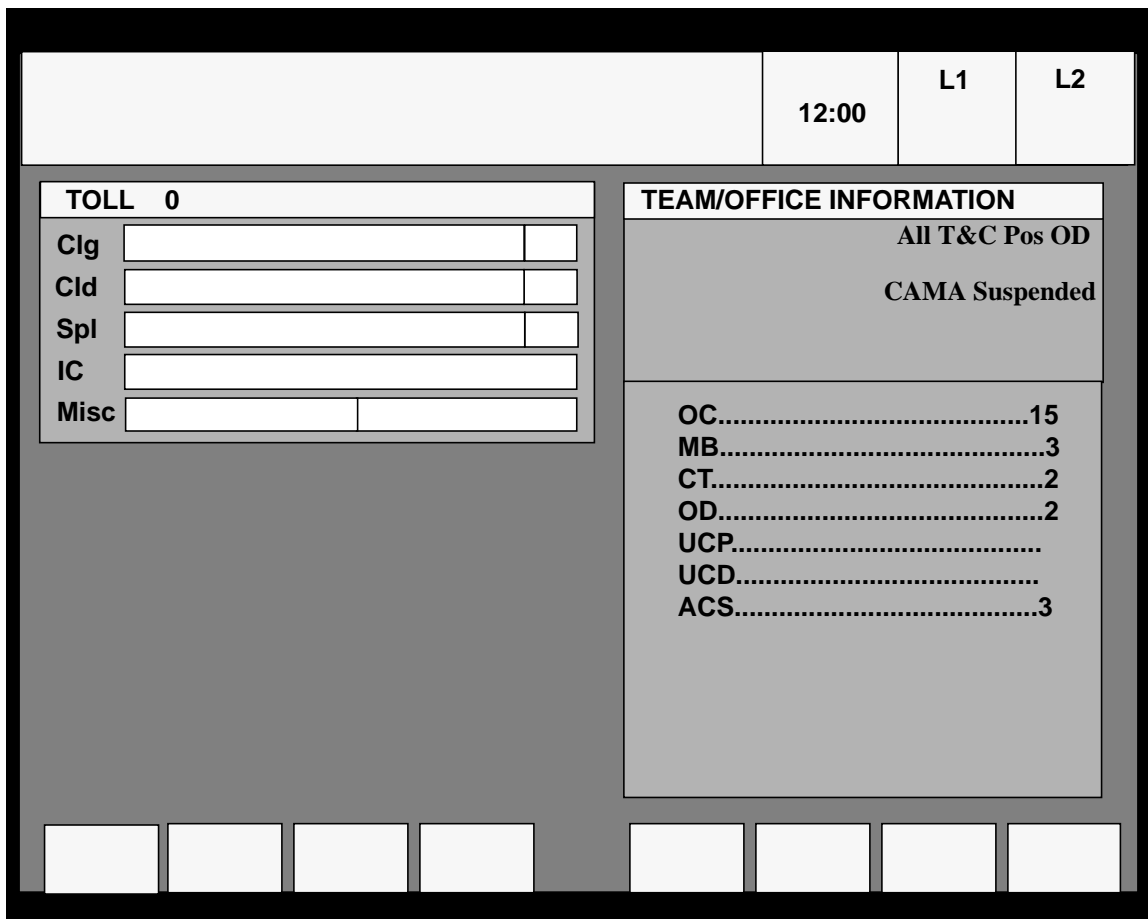 12:00
L1
L2
TOLL 0
Clg
Cld
Spl
IC
Misc
TEAM/OFFICE INFORMATION
All T&C Pos OD
CAMA Suspended
OC..........................................15
MB............................................3
CT.............................................2
OD............................................2
UCP..........................................
UCD.........................................
ACS.........................................3